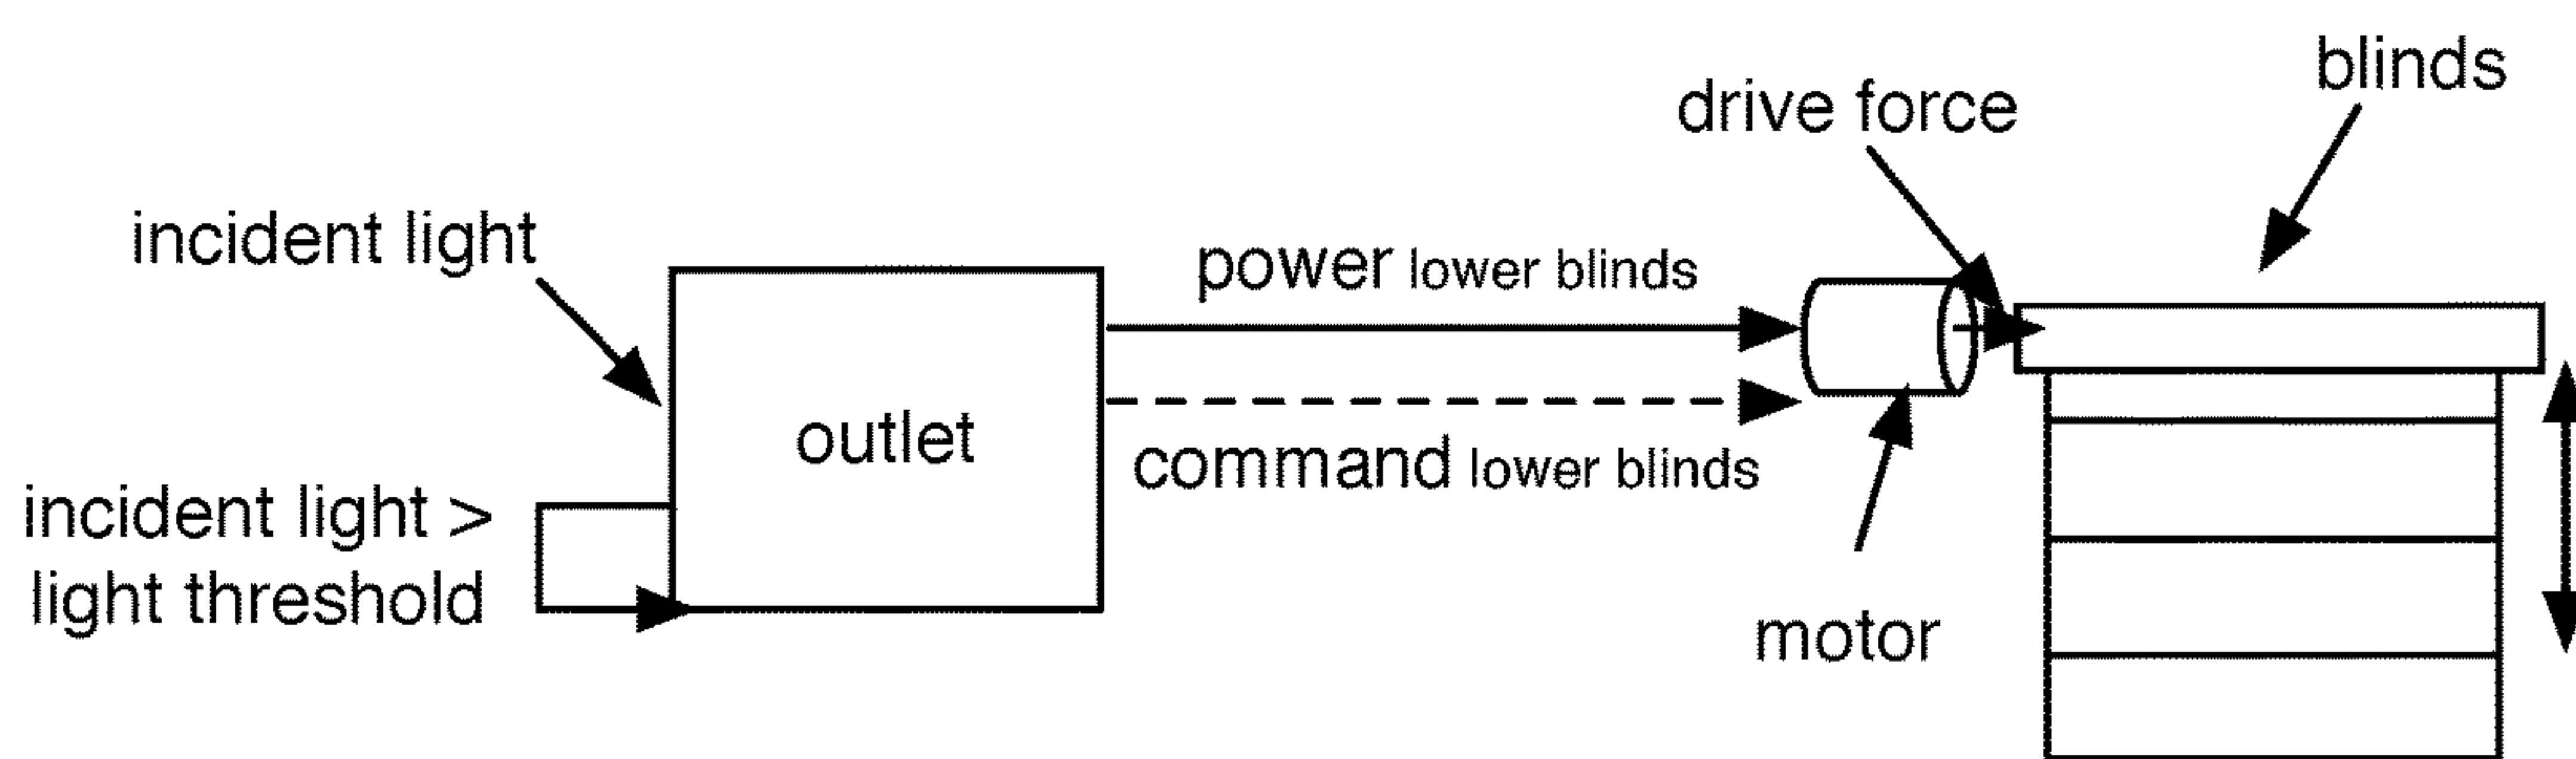 blinds
drive force
incident light
power lower blinds
outlet
command lower blinds
incident light >
light threshold
motor